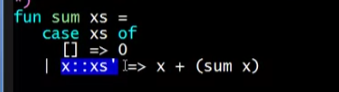 *)
fun sum xs =
case xs of
[] => 0
| x::xs' => x + (sum x)